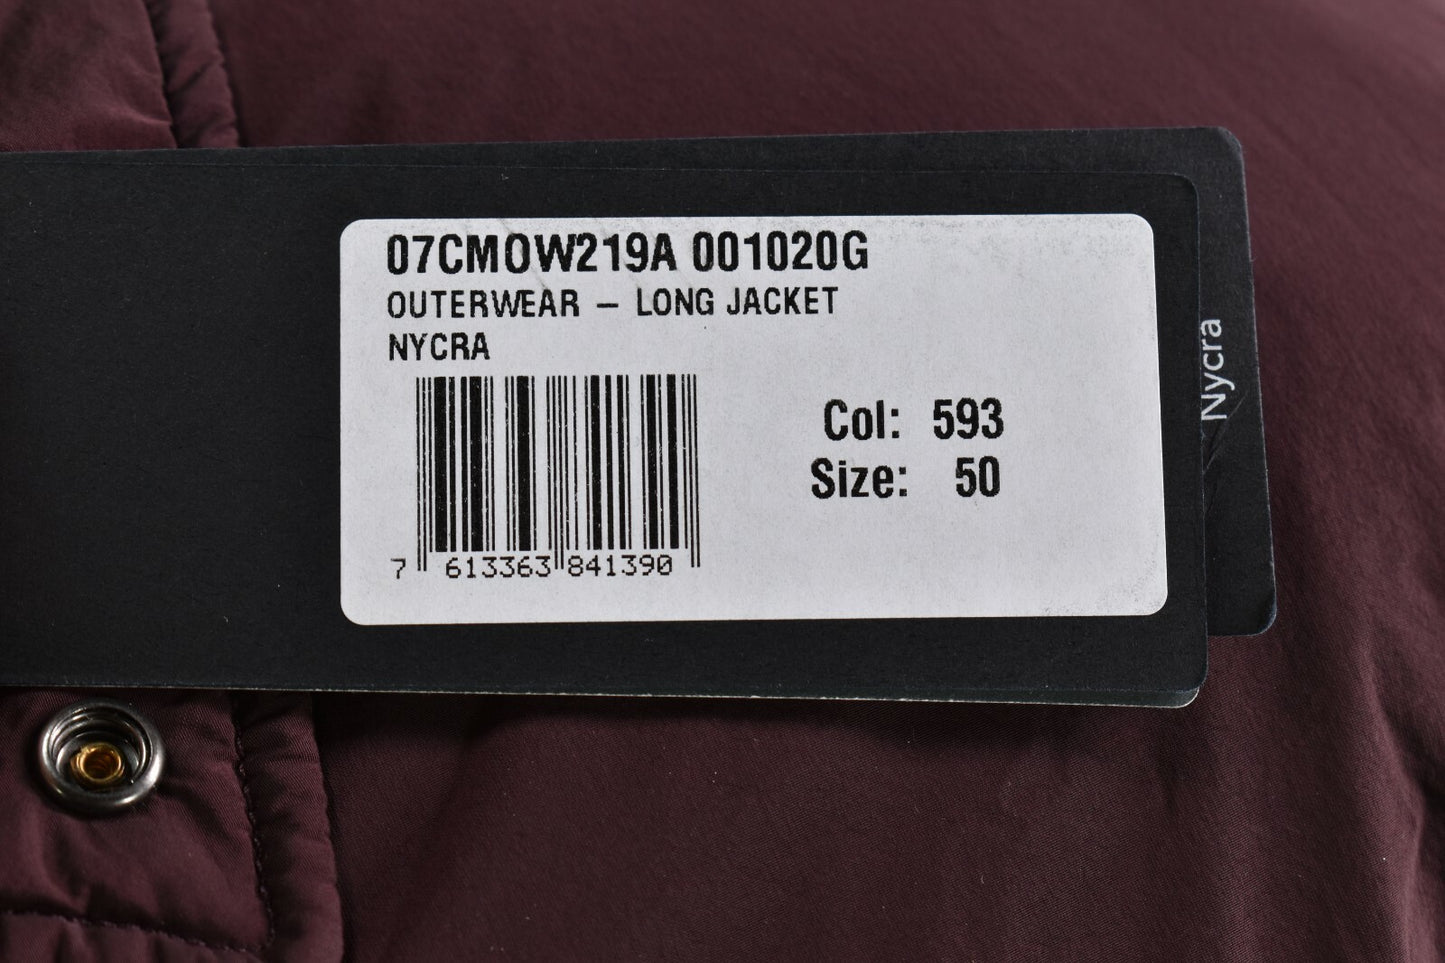 07CMOW219A 001020G
OUTERWEAR – LONG JACKET
NYCRA
Col: 593
Size: 50
7 613363 841390
Nycra